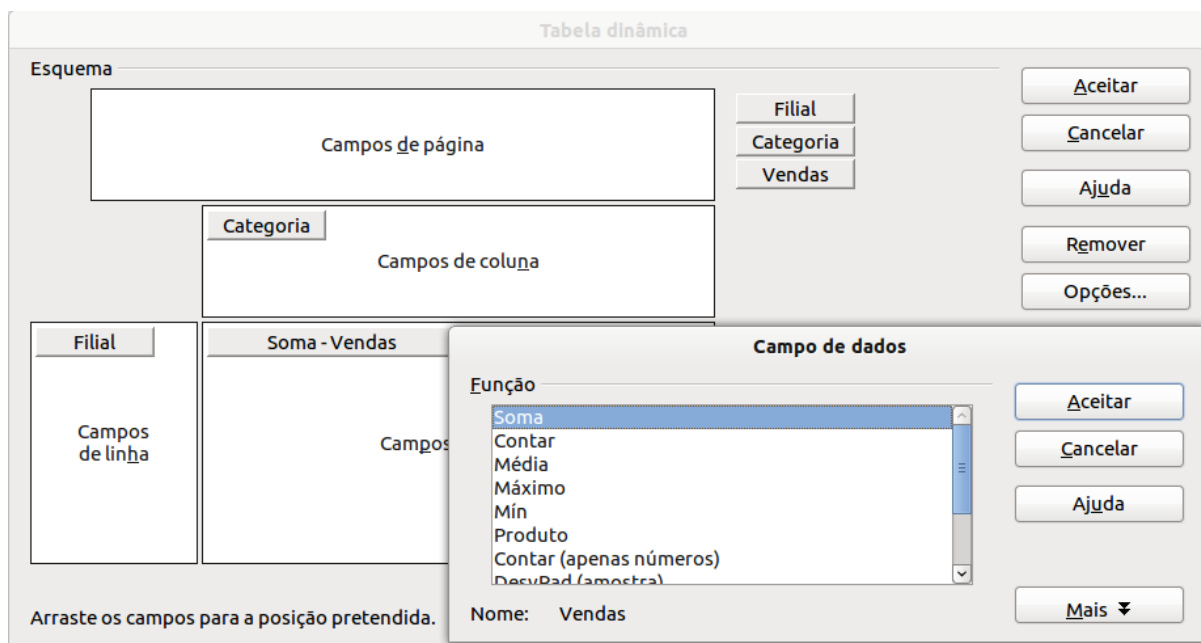 Tabela dinâmica
Esquema
Campos de página
Filial
Categoria
Vendas
Aceitar
Cancelar
Ajuda
Remover
Opções...
Categoria
Campos de coluna
Filial
Campos
de linha
Soma - Vendas
Campos
Arraste os campos para a posição pretendida.
Campo de dados
Função
Soma
Contar
Média
Máximo
Mín
Produto
Contar (apenas números)
DesvPad (amostra)
Nome: Vendas
Aceitar
Cancelar
Ajuda
Mais